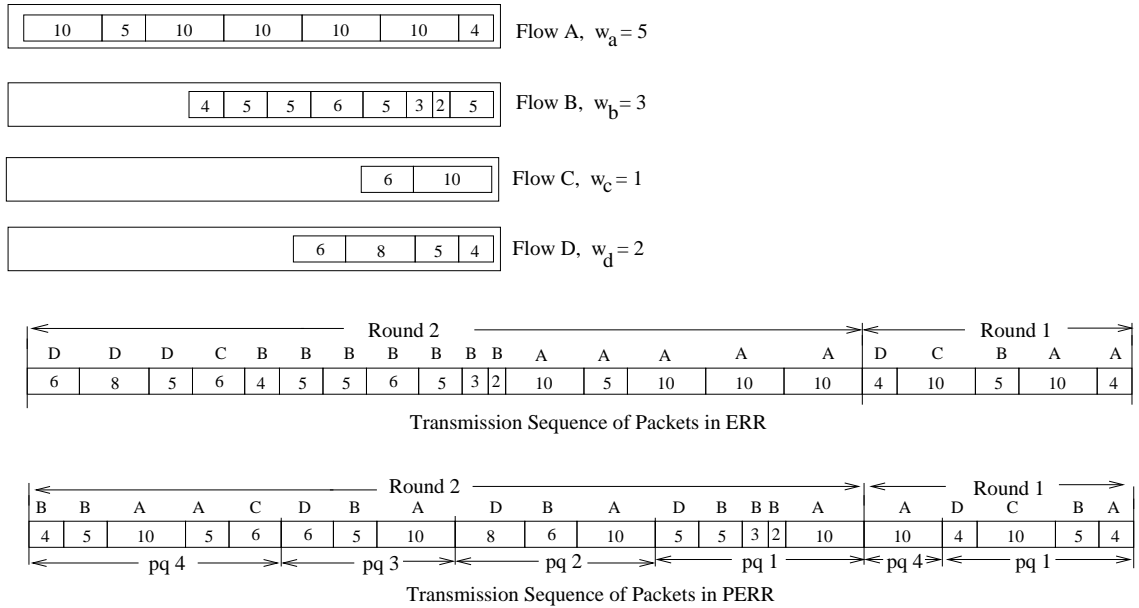 10 5 10 10 10 10 4 Flow A, w_a = 5
4 5 5 6 5 3 2 5 Flow B, w_b = 3
6 10 Flow C, w_c = 1
6 8 5 4 Flow D, w_d = 2
Round 2 Round 1
D D D C B B B B B B B A A A A A D C B A A
6 8 5 6 4 5 5 6 5 3 2 10 5 10 10 10 4 10 5 10 4
Transmission Sequence of Packets in ERR
Round 2 Round 1
B B A A C D B A D B A D B B B A A D C B A
4 5 10 5 6 6 5 10 8 6 10 5 5 3 2 10 10 4 10 5 4
pq 4 pq 3 pq 2 pq 1 pq 4 pq 1
Transmission Sequence of Packets in PERR